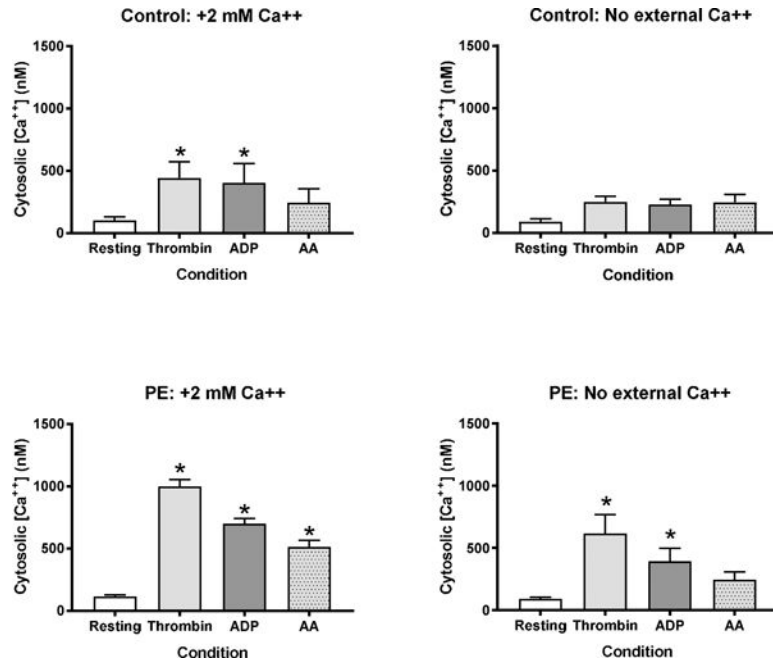 Control: +2 mM Ca++
Cytosolic [Ca++] (nM)
1500
1000
500
0
* *
Resting Thrombin ADP AA
Condition
Control: No external Ca++
Cytosolic [Ca++] (nM)
1500
1000
500
0
Resting Thrombin ADP AA
Condition
PE: +2 mM Ca++
Cytosolic [Ca++] (nM)
1500
1000
500
0
* * *
Resting Thrombin ADP AA
Condition
PE: No external Ca++
Cytosolic [Ca++] (nM)
1500
1000
500
0
* *
Resting Thrombin ADP AA
Condition